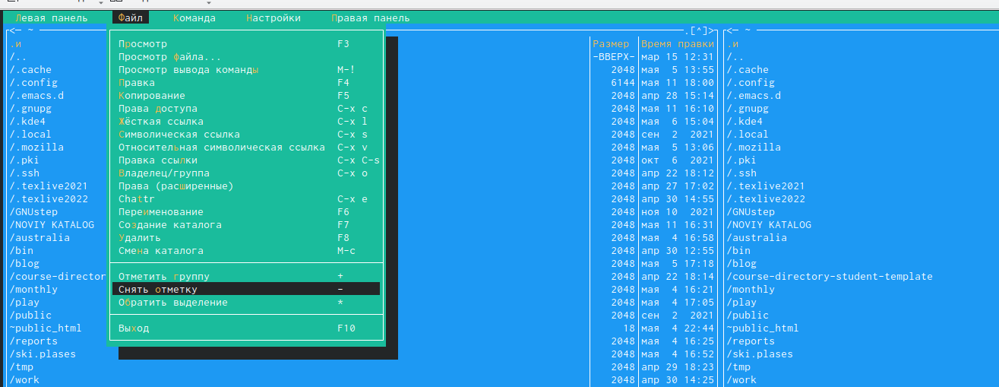 Левая панель Файл Команда Настройки Правая панель
<— ~ .[^]> <— ~
.и Размер Время правки .и
/.. Просмотр F3 -ВВЕРХ- мар 15 12:31 /..
/.cache Просмотр файла... 2048 мая 5 13:55 /.cache
/.config Просмотр вывода команды M-! 6144 мая 11 18:00 /.config
/.emacs.d Правка F4 2048 апр 28 15:14 /.emacs.d
/.gnupg Копирование F5 2048 мая 11 16:10 /.gnupg
/.kde4 Права доступа C-x c 2048 мая 6 15:04 /.kde4
/.local Жёсткая ссылка C-x l 2048 сен 2 2021 /.local
/.mozilla Символическая ссылка C-x s 2048 мая 5 13:06 /.mozilla
/.pki Относительная символическая ссылка C-x v 2048 окт 6 2021 /.pki
/.ssh Правка ссылки C-x C-s 2048 апр 22 18:12 /.ssh
/.texlive2021 Владелец/группа C-x o 2048 апр 27 17:02 /.texlive2021
/.texlive2022 Права (расширенные) 2048 апр 30 14:55 /.texlive2022
/GNUstep Chattr C-x e 2048 ноя 10 2021 /GNUstep
/NOVIY KATALOG Переименование F6 2048 мая 11 16:31 /NOVIY KATALOG
/australia Создание каталога F7 2048 мая 4 16:58 /australia
/bin Удалить F8 2048 апр 30 12:55 /bin
/blog Смена каталога M-c 2048 мая 5 17:18 /blog
/course-director Отметить группу + 2048 апр 22 18:14 /course-directory-student-template
/monthly Снять отметку - 2048 мая 4 16:21 /monthly
/play Обратить выделение * 2048 мая 4 17:05 /play
/public 2048 сен 2 2021 /public
~public_html Выход F10 18 мая 4 22:44 ~public_html
/reports 2048 мая 4 16:25 /reports
/ski.plases 2048 мая 4 16:52 /ski.plases
/tmp 2048 апр 29 18:23 /tmp
/work 2048 апр 30 14:25 /work